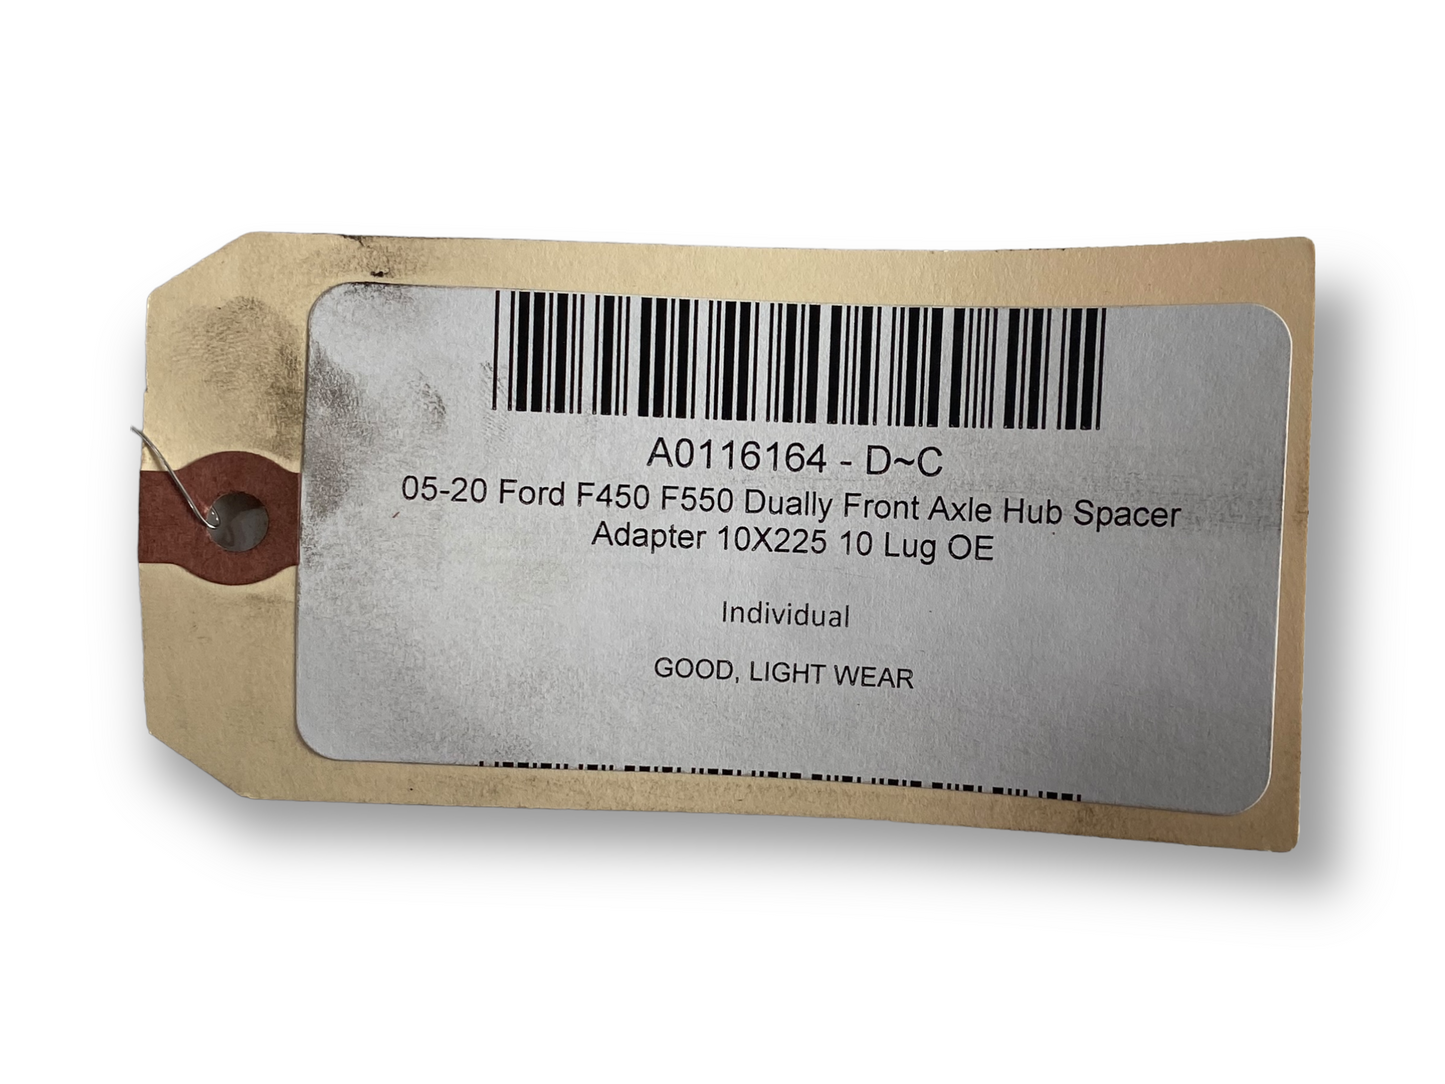 A0116164 - D~C
05-20 Ford F450 F550 Dually Front Axle Hub Spacer
Adapter 10X225 10 Lug OE
Individual
GOOD, LIGHT WEAR